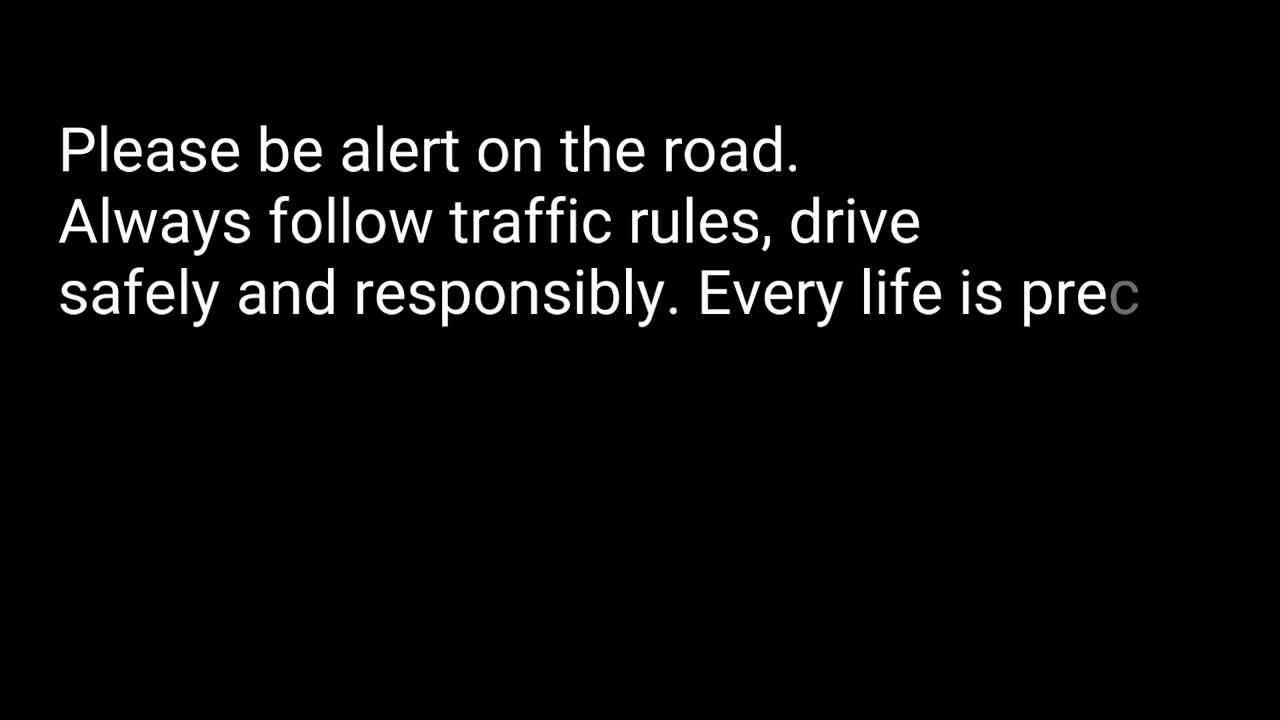 Please be alert on the road.
Always follow traffic rules, drive
safely and responsibly. Every life is prec